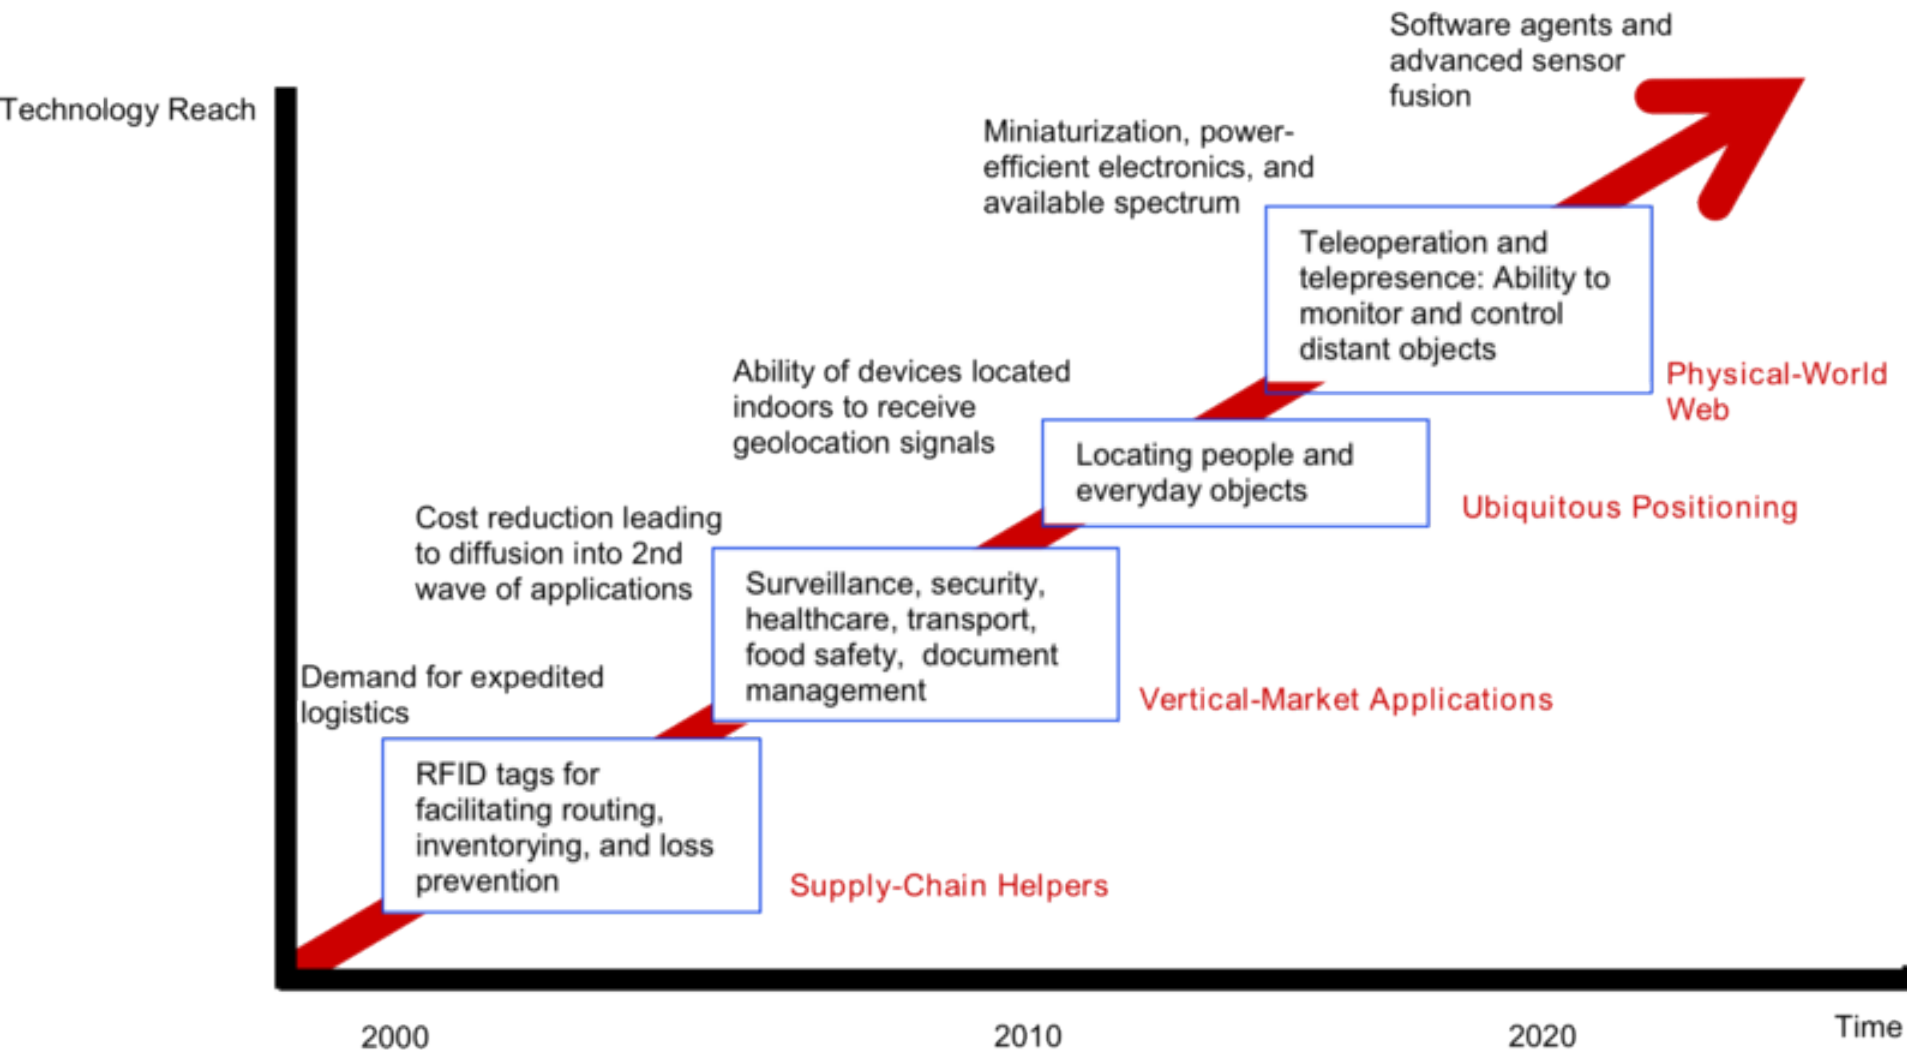 Software agents and
advanced sensor
fusion
Technology Reach
Miniaturization, power-
efficient electronics, and
available spectrum
Teleoperation and
telepresence: Ability to
monitor and control
distant objects
Physical-World
Web
Ability of devices located
indoors to receive
geolocation signals
Locating people and
everyday objects
Ubiquitous Positioning
Cost reduction leading
to diffusion into 2nd
wave of applications
Surveillance, security,
healthcare, transport,
food safety,  document
management
Vertical-Market Applications
Demand for expedited
logistics
RFID tags for
facilitating routing,
inventorying, and loss
prevention
Supply-Chain Helpers
2000
2010
2020
Time